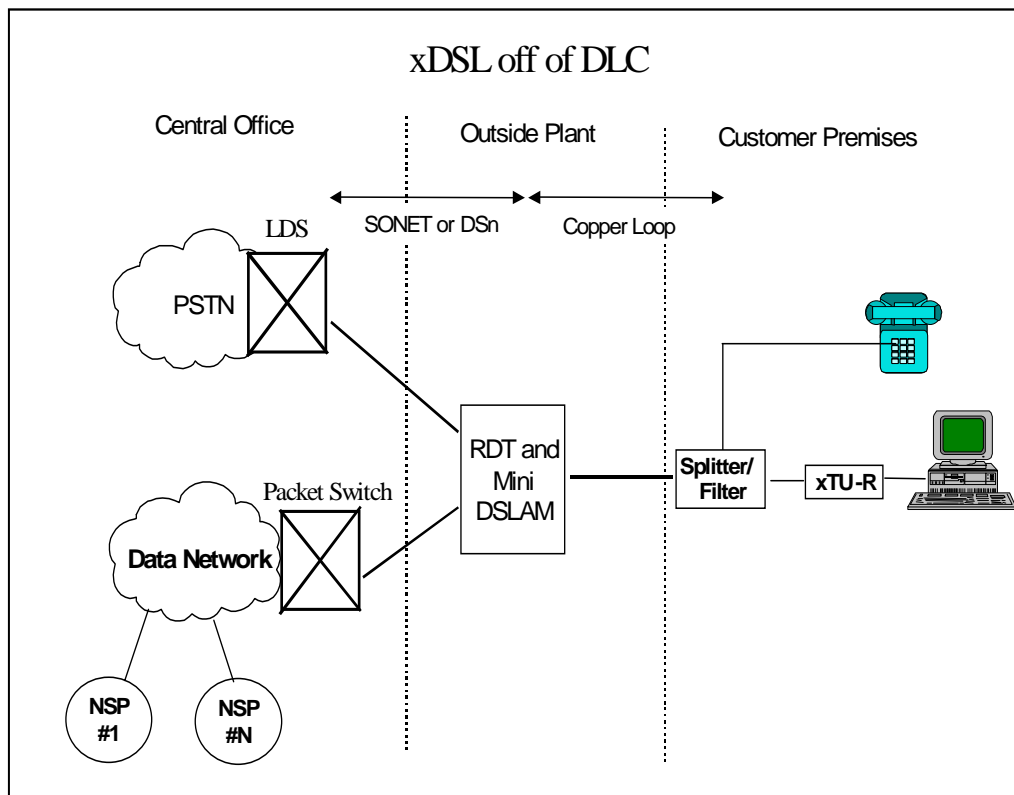 xDSL off of DLC
Central Office
Outside Plant
Customer Premises
SONET or DSn
Copper Loop
LDS
PSTN
RDT and
Mini
DSLAM
Splitter/
Filter
xTU-R
Packet Switch
Data Network
NSP
#1
NSP
#N